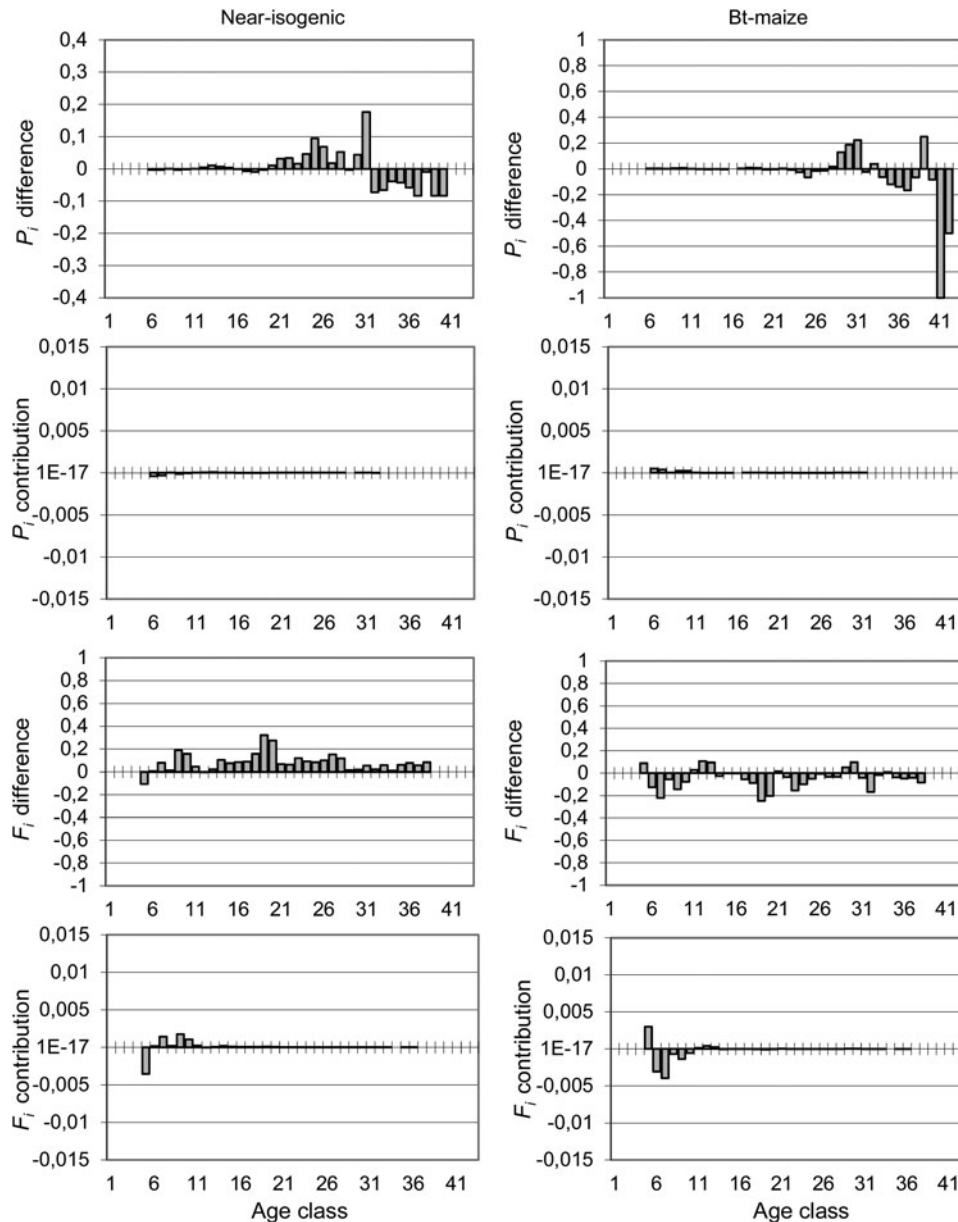 Near-isogenic
Bt-maize
0,4
0,3
0,2
0,1
0
-0,1
-0,2
-0,3
-0,4
Pi difference
1 6 11 16 21 26 31 36 41
1
0,8
0,6
0,4
0,2
0
-0,2
-0,4
-0,6
-0,8
-1
Pi difference
1 6 11 16 21 26 31 36 41
0,015
0,01
0,005
1E-17
-0,005
-0,01
-0,015
Pi contribution
1 6 11 16 21 26 31 36 41
0,015
0,01
0,005
1E-17
-0,005
-0,01
-0,015
Pi contribution
1 6 11 16 21 26 31 36 41
1
0,8
0,6
0,4
0,2
0
-0,2
-0,4
-0,6
-0,8
-1
Fi difference
1 6 11 16 21 26 31 36 41
1
0,8
0,6
0,4
0,2
0
-0,2
-0,4
-0,6
-0,8
-1
Fi difference
1 6 11 16 21 26 31 36 41
0,015
0,01
0,005
1E-17
-0,005
-0,01
-0,015
Fi contribution
1 6 11 16 21 26 31 36 41
Age class
0,015
0,01
0,005
1E-17
-0,005
-0,01
-0,015
Fi contribution
1 6 11 16 21 26 31 36 41
Age class